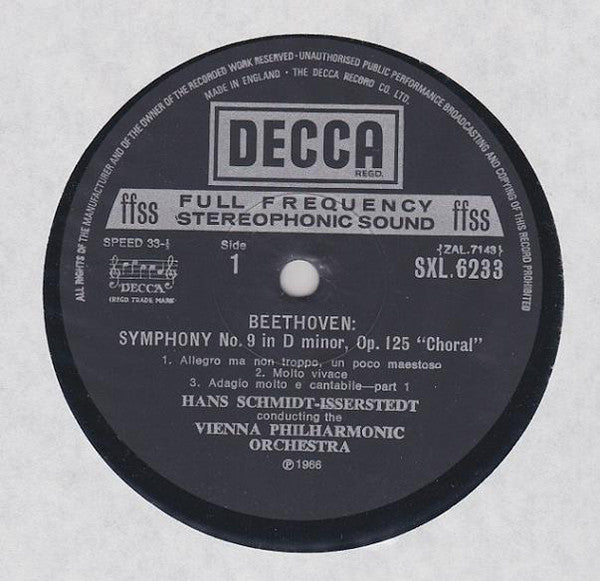 ALL RIGHTS OF THE MANUFACTURER AND OF THE OWNER OF THE RECORDED WORK RESERVED · UNAUTHORISED PUBLIC PERFORMANCE BROADCASTING AND COPYING OF THIS RECORD PROHIBITED
MADE IN ENGLAND · THE DECCA RECORD CO. LTD.
DECCA
REGD.
ffss FULL FREQUENCY STEREOPHONIC SOUND ffss
SPEED 33-⅓
Side
1
{ZAL.7143}
SXL.6233
DECCA
(REGD TRADE MARK)
BEETHOVEN:
SYMPHONY No. 9 in D minor, Op. 125 "Choral"
1. Allegro ma non troppo, un poco maestoso
2. Molto vivace
3. Adagio molto e cantabile—part 1
HANS SCHMIDT-ISSERSTEDT
conducting the
VIENNA PHILHARMONIC
ORCHESTRA
℗1966